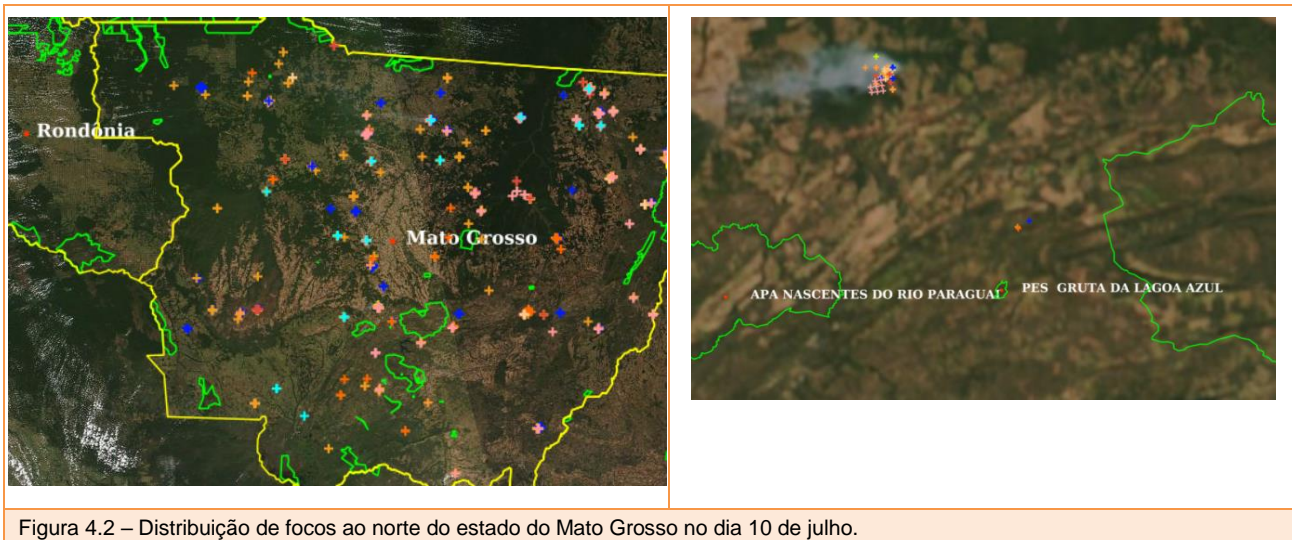 Rondônia
Mato Grosso
APA NASCENTES DO RIO PARAGUAI
PES GRUTA DA LAGOA AZUL
Figura 4.2 – Distribuição de focos ao norte do estado do Mato Grosso no dia 10 de julho.